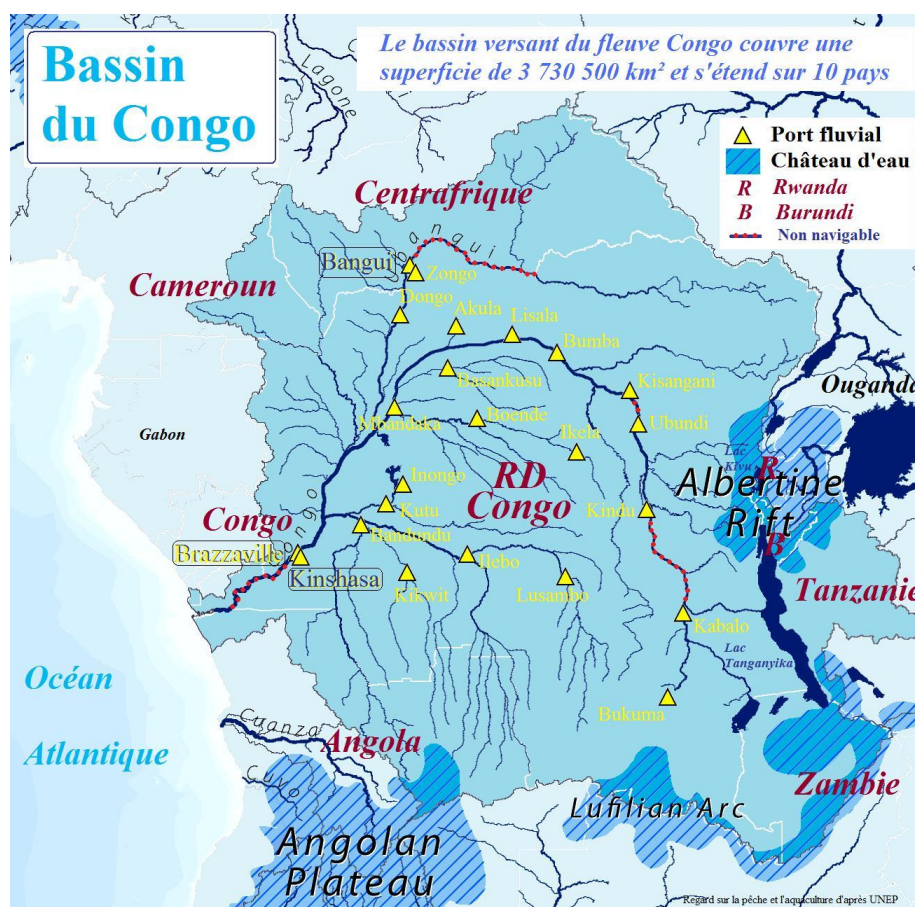 Bassin
du Congo
Le bassin versant du fleuve Congo couvre une
superficie de 3 730 500 km² et s'étend sur 10 pays
Port fluvial
Château d'eau
R Rwanda
B Burundi
Non navigable
Logone
Centrafrique
Oubangui
Bangui
Zongo
Cameroun
Dongo
Akula
Lisala
Bumba
Basankusu
Kisangani
Ouganda
Mbandaka
Boende
Ubundi
Gabon
Ikela
Lac
Kivu
R
Inongo
RD
Congo
Albertine
Rift
Kutu
Kindu
Congo
Congo
Bandundu
B
Brazzaville
Ilebo
Kinshasa
Kikwit
Lusambo
Tanzanie
Kabalo
Lac
Tanganyika
Océan
Atlantique
Bukuma
Cuanza
Angola
Cuvo
Zambie
Lufilian Arc
Angolan
Plateau
Regard sur la pêche et l'aquaculture d'après UNEP